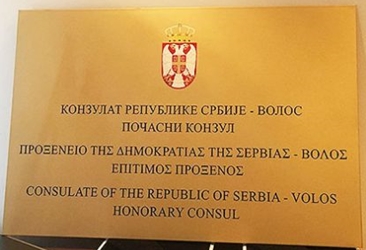 КОНЗУЛАТ РЕПУБЛИКЕ СРБИЈЕ - ВОЛОС
ПОЧАСНИ КОНЗУЛ
ΠΡΟΞΕΝΕΙΟ ΤΗΣ ΔΗΜΟΚΡΑΤΙΑΣ ΤΗΣ ΣΕΡΒΙΑΣ - ΒΟΛΟΣ
ΕΠΙΤΙΜΟΣ ΠΡΟΞΕΝΟΣ
CONSULATE OF THE REPUBLIC OF SERBIA - VOLOS
HONORARY CONSUL